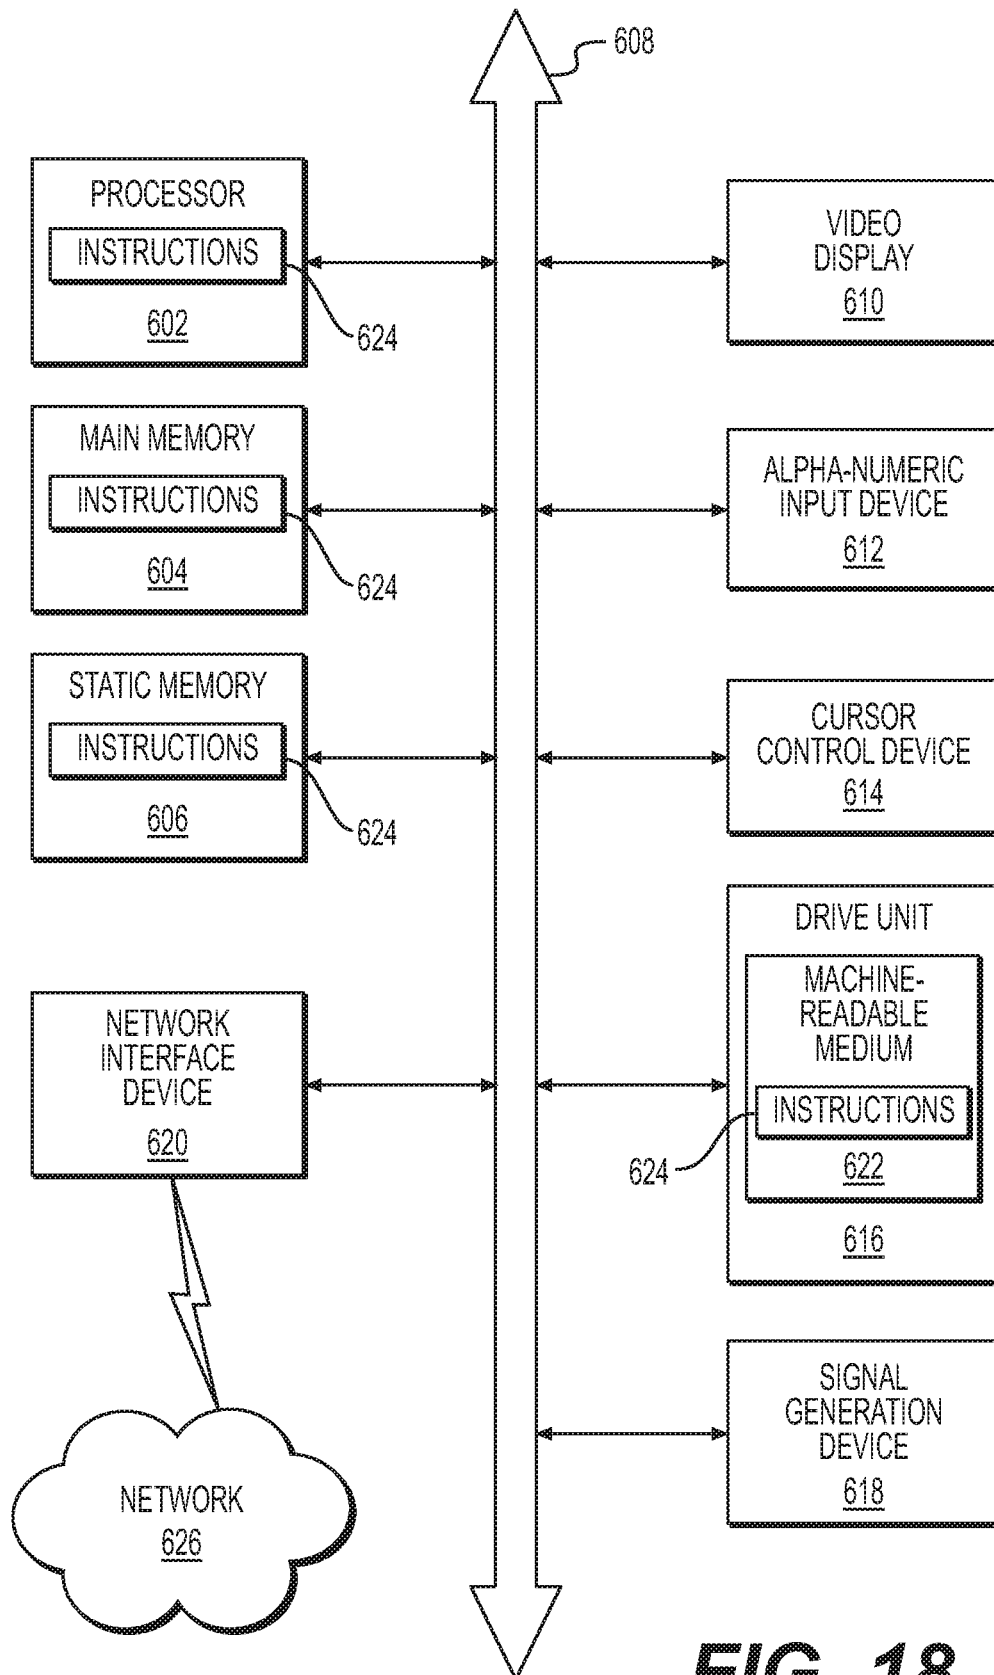 608
PROCESSOR
INSTRUCTIONS
602
624
MAIN MEMORY
INSTRUCTIONS
604
624
STATIC MEMORY
INSTRUCTIONS
606
624
NETWORK
INTERFACE
DEVICE
620
NETWORK
626
VIDEO
DISPLAY
610
ALPHA-NUMERIC
INPUT DEVICE
612
CURSOR
CONTROL DEVICE
614
DRIVE UNIT
MACHINE-
READABLE
MEDIUM
INSTRUCTIONS
624
622
616
SIGNAL
GENERATION
DEVICE
618
FIG. 18